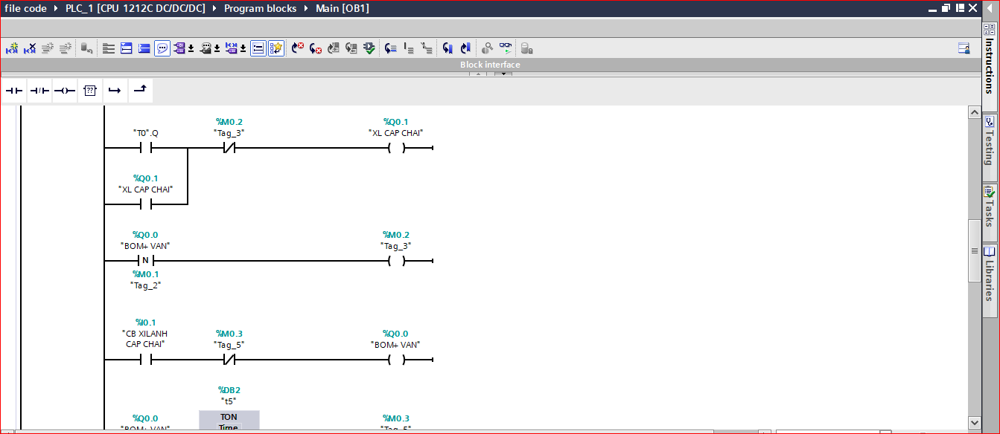 file code ▸ PLC_1 [CPU 1212C DC/DC/DC] ▸ Program blocks ▸ Main [OB1]
Block interface
??
%M0.2
%Q0.1
"T0".Q
"Tag_3"
"XL CAP CHAI"
%Q0.1
"XL CAP CHAI"
%Q0.0
%M0.2
"BOM+ VAN"
"Tag_3"
N
%M0.1
"Tag_2"
%I0.1
"CB XILANH
CAP CHAI"
%M0.3
"Tag_5"
%Q0.0
"BOM+ VAN"
%DB2
"t5"
%Q0.0
TON
%M0.3
"BOM+ VAN"
Time
"Tag_5"
Instructions
Testing
Tasks
Libraries